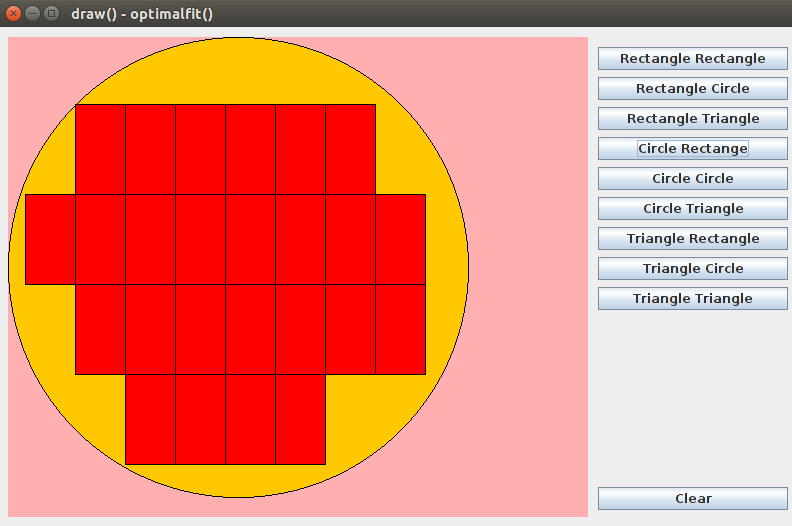 draw() - optimalfit()
Rectangle Rectangle
Rectangle Circle
Rectangle Triangle
Circle Rectange
Circle Circle
Circle Triangle
Triangle Rectangle
Triangle Circle
Triangle Triangle
Clear